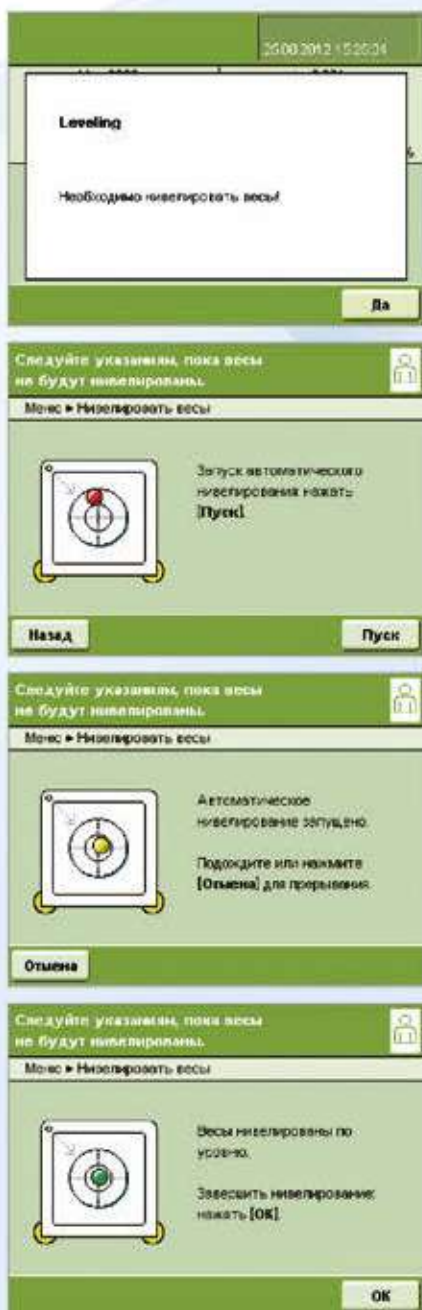 25.08.2012 15:25:34
Leveling
Необходимо нивелировать весы!
Да
Следуйте указаниям, пока весы
не будут нивелированы.
Меню ▸ Нивелировать весы
Запуск автоматического
нивелирования: нажать
[Пуск].
Назад
Пуск
Следуйте указаниям, пока весы
не будут нивелированы.
Меню ▸ Нивелировать весы
Автоматическое
нивелирование запущено.
Подождите или нажмите
[Отмена] для прерывания.
Отмена
Следуйте указаниям, пока весы
не будут нивелированы.
Меню ▸ Нивелировать весы
Весы нивелированы по
уровню.
Завершить нивелирование:
нажать [OK].
OK